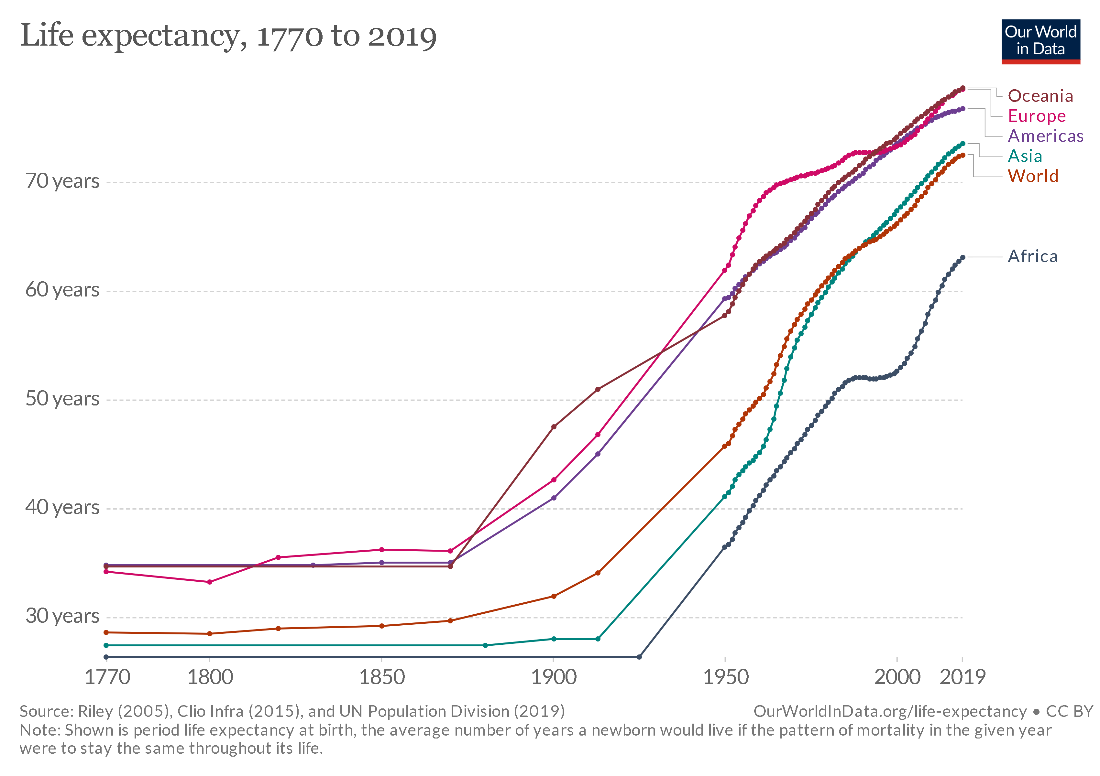 Life expectancy, 1770 to 2019
Our World
in Data
Oceania
Europe
Americas
Asia
World
Africa
70 years
60 years
50 years
40 years
30 years
1770 1800 1850 1900 1950 2000 2019
Source: Riley (2005), Clio Infra (2015), and UN Population Division (2019)
OurWorldInData.org/life-expectancy • CC BY
Note: Shown is period life expectancy at birth, the average number of years a newborn would live if the pattern of mortality in the given year
were to stay the same throughout its life.